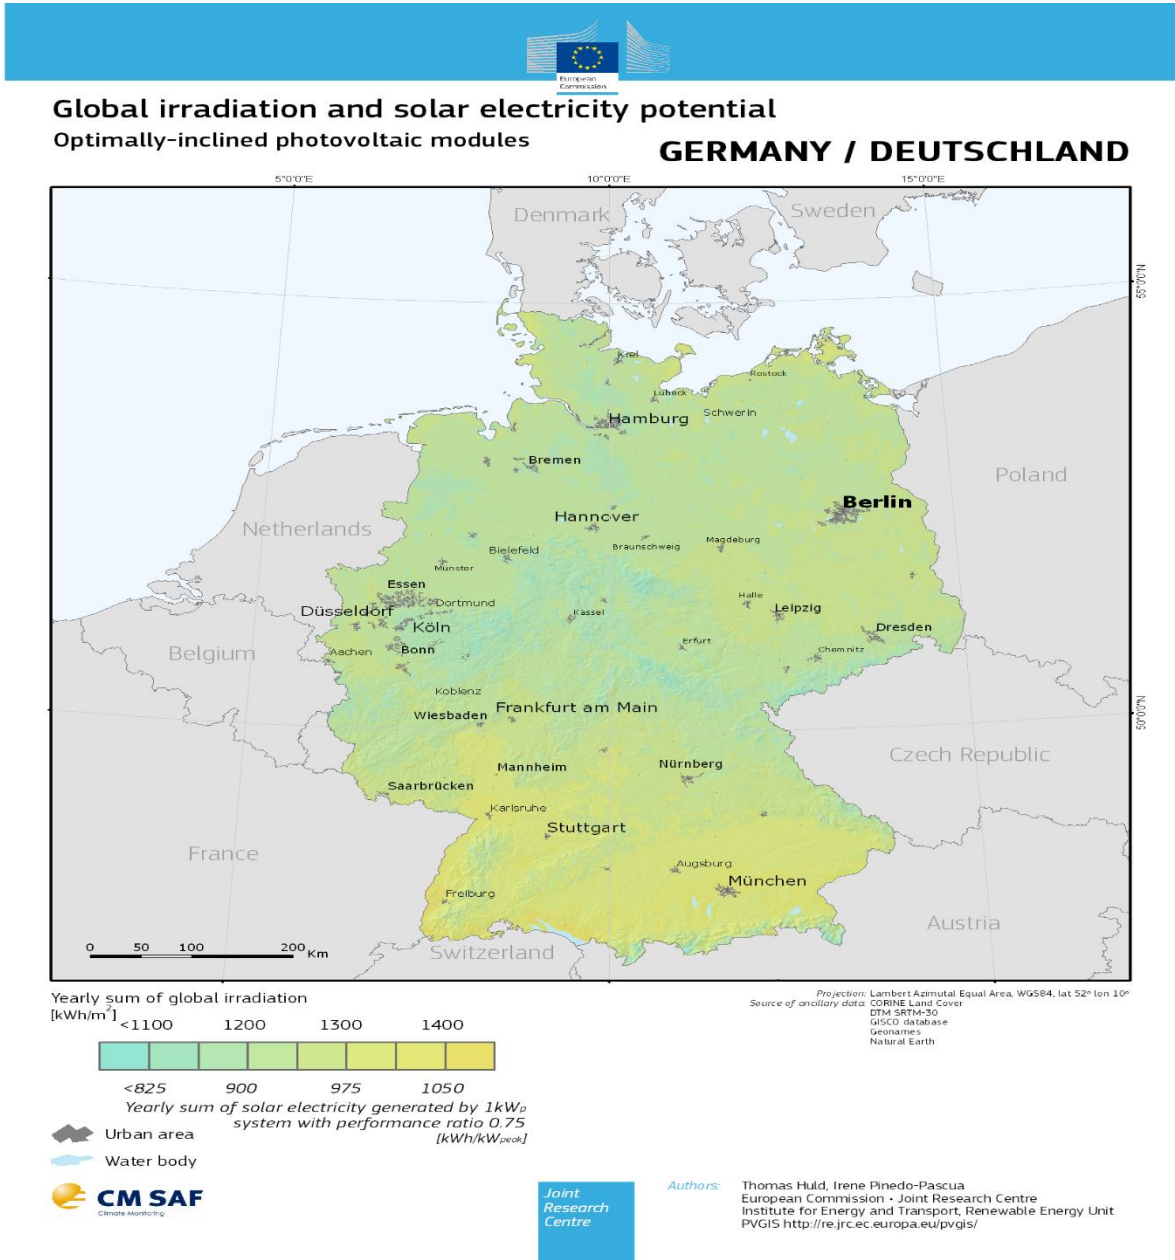 European
Commission
Global irradiation and solar electricity potential
Optimally-inclined photovoltaic modules
GERMANY / DEUTSCHLAND
5°0'0"E
10°0'0"E
15°0'0"E
Denmark
Sweden
55°0'0"N
Kiel
Rostock
Lübeck
Schwerin
Hamburg
Bremen
Poland
Berlin
Netherlands
Hannover
Braunschweig
Magdeburg
Bielefeld
Münster
Essen
Dortmund
Düsseldorf
Halle
Leipzig
Kassel
Köln
Dresden
Belgium
Aachen
Bonn
Erfurt
Chemnitz
Koblenz
Frankfurt am Main
Wiesbaden
50°0'0"N
Czech Republic
Mannheim
Nürnberg
Saarbrücken
Karlsruhe
Stuttgart
France
Augsburg
München
Freiburg
Austria
Switzerland
0 50 100 200 Km
Yearly sum of global irradiation
[kWh/m²]
<1100 1200 1300 1400
<825 900 975 1050
Yearly sum of solar electricity generated by 1kWp
system with performance ratio 0.75
[kWh/kWpeak]
Urban area
Water body
CM SAF
Climate Monitoring
Projection: Lambert Azimutal Equal Area, WGS84, lat 52° lon 10°
Source of ancillary data: CORINE Land Cover
DTM SRTM-30
GISCO database
Geonames
Natural Earth
Joint
Research
Centre
Authors: Thomas Huld, Irene Pinedo-Pascua
European Commission - Joint Research Centre
Institute for Energy and Transport, Renewable Energy Unit
PVGIS http://re.jrc.ec.europa.eu/pvgis/